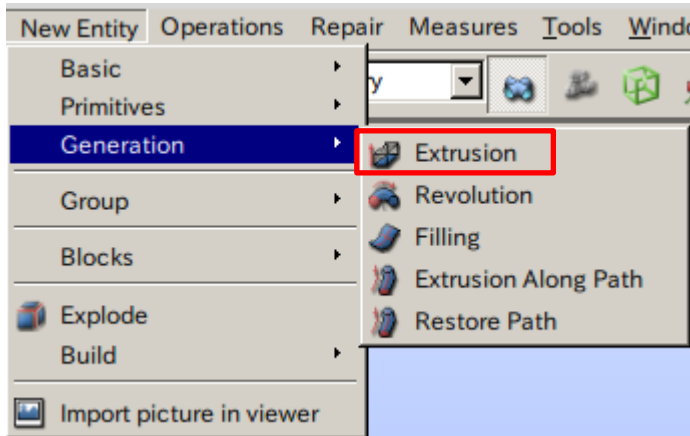 New Entity Operations Repair Measures Tools
Basic
y
Primitives
Generation
Extrusion
Revolution
Group
Filling
Blocks
Extrusion Along Path
Explode
Restore Path
Build
Import picture in viewer